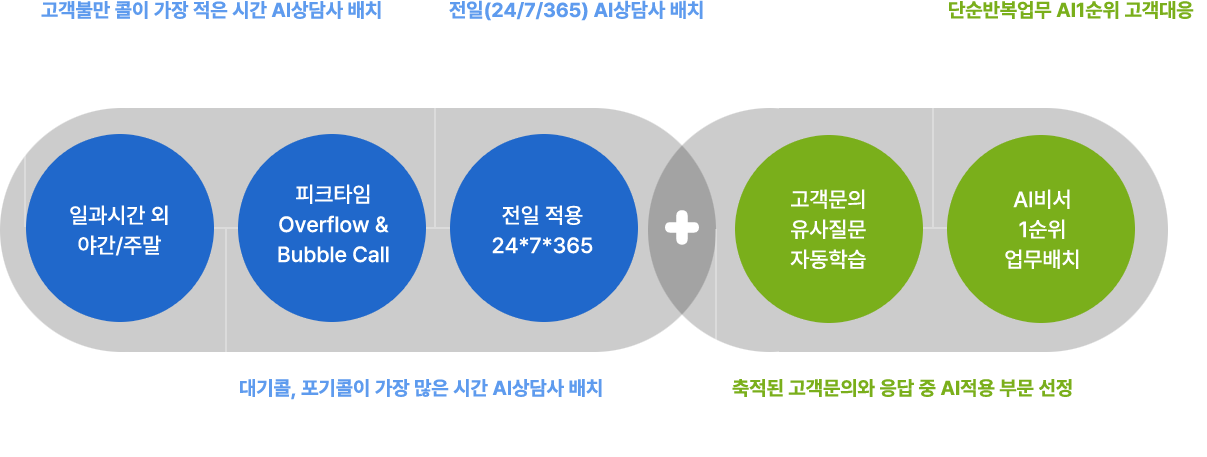 고객불만 콜이 가장 적은 시간 AI상담사 배치
전일(24/7/365) AI상담사 배치
단순반복업무 AI1순위 고객대응
일과시간 외
야간/주말
피크타임
Overflow &
Bubble Call
전일 적용
24*7*365
고객문의
유사질문
자동학습
AI비서
1순위
업무배치
대기콜, 포기콜이 가장 많은 시간 AI상담사 배치
축적된 고객문의와 응답 중 AI적용 부문 선정